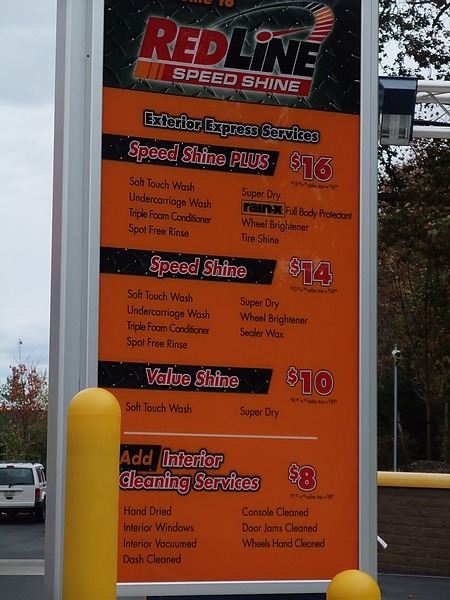 to
REDLINE
SPEED SHINE
Exterior Express Services
Speed Shine PLUS $16
Soft Touch Wash
Undercarriage Wash
Triple Foam Conditioner
Spot Free Rinse
Super Dry
rain-x Full Body Protectant
Wheel Brightener
Tire Shine
Speed Shine $14
Soft Touch Wash
Undercarriage Wash
Triple Foam Conditioner
Spot Free Rinse
Super Dry
Wheel Brightener
Sealer Wax
Value Shine $10
Soft Touch Wash
Super Dry
Add Interior
Cleaning Services $8
Hand Dried
Interior Windows
Interior Vacuumed
Dash Cleaned
Console Cleaned
Door Jams Cleaned
Wheels Hand Cleaned